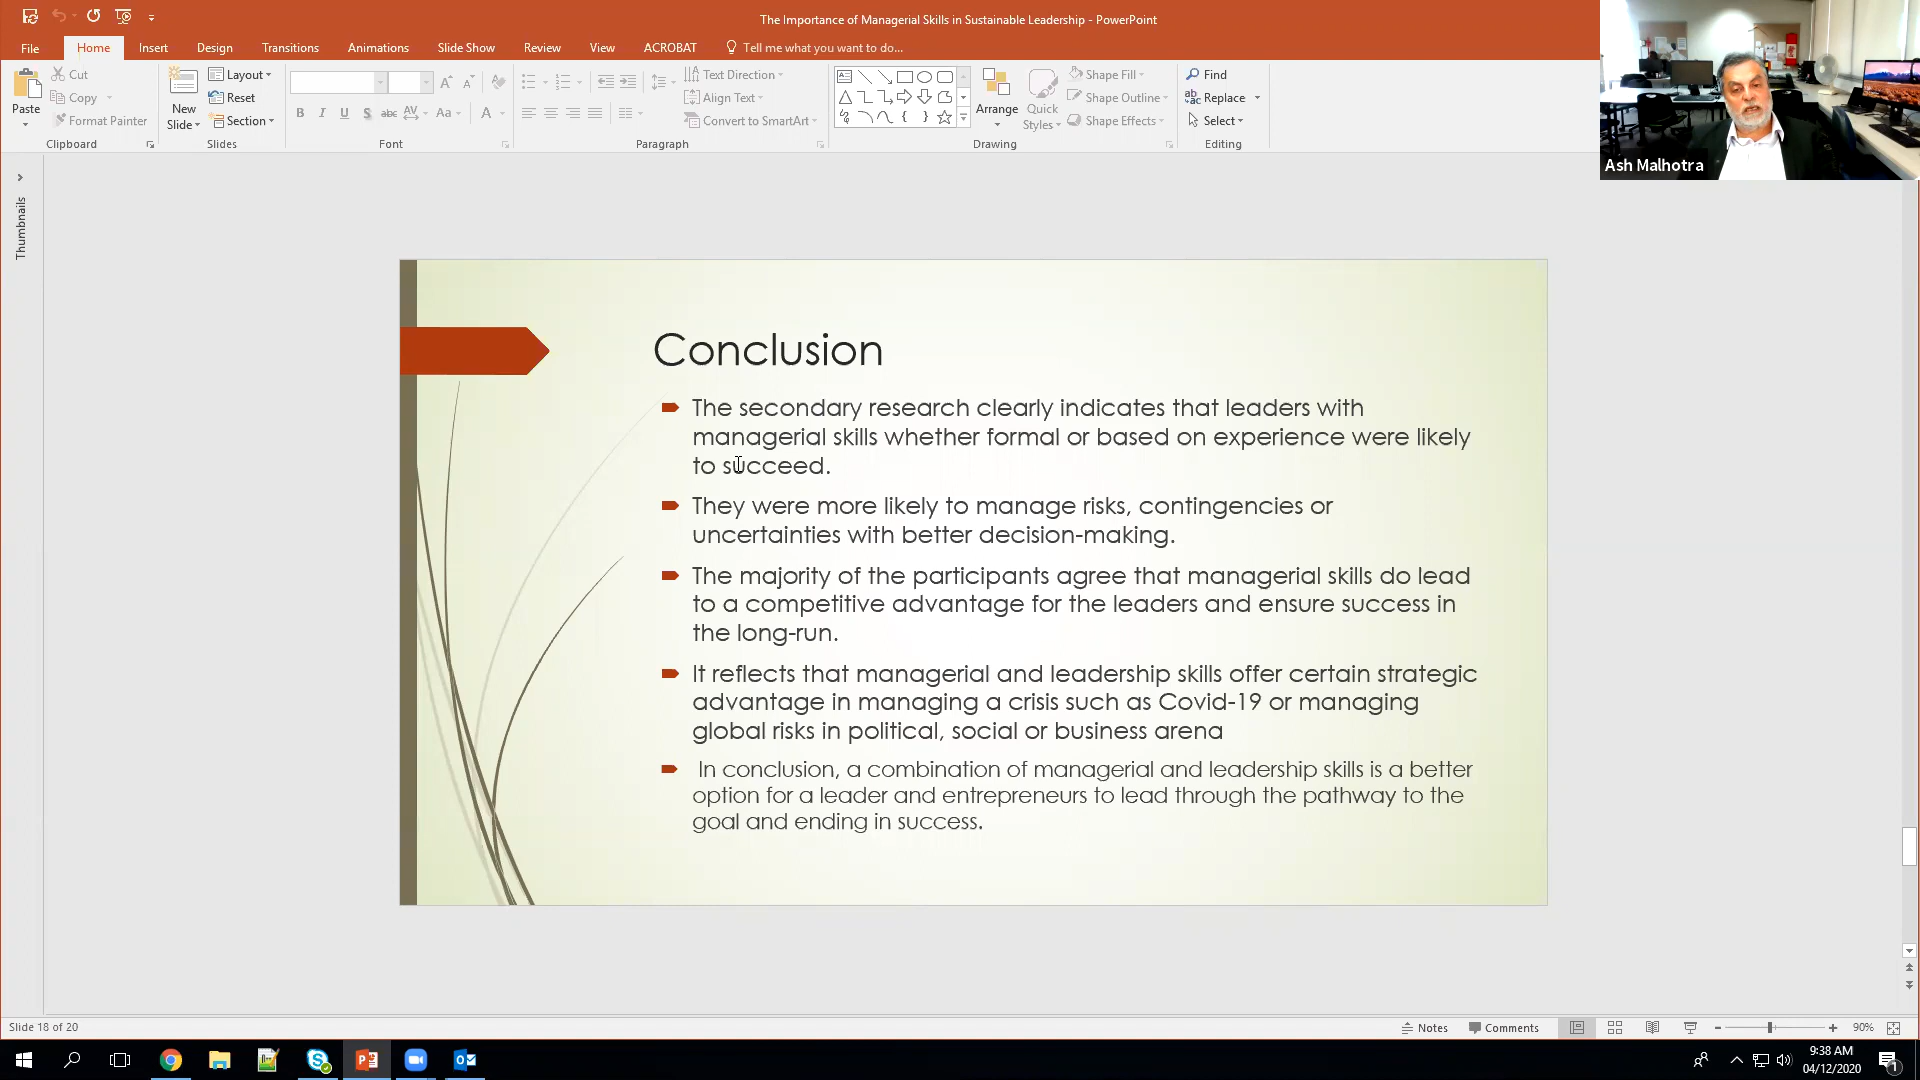 The Importance of Managerial Skills in Sustainable Leadership - PowerPoint
File Home Insert Design Transitions Animations Slide Show Review View ACROBAT Tell me what you want to do...
Cut
Copy
Format Painter
Paste
Clipboard
New
Slide
Layout
Reset
Section
Slides
B I U S abc AV Aa A
Font
Text Direction
Align Text
Convert to SmartArt
Paragraph
Arrange
Quick
Styles
Shape Fill
Shape Outline
Shape Effects
Drawing
Find
Replace
Select
Editing
Ash Malhotra
Thumbnails
Conclusion
The secondary research clearly indicates that leaders with
managerial skills whether formal or based on experience were likely
to succeed.
They were more likely to manage risks, contingencies or
uncertainties with better decision-making.
The majority of the participants agree that managerial skills do lead
to a competitive advantage for the leaders and ensure success in
the long-run.
It reflects that managerial and leadership skills offer certain strategic
advantage in managing a crisis such as Covid-19 or managing
global risks in political, social or business arena
In conclusion, a combination of managerial and leadership skills is a better
option for a leader and entrepreneurs to lead through the pathway to the
goal and ending in success.
Slide 18 of 20
Notes
Comments
90%
9:38 AM
04/12/2020